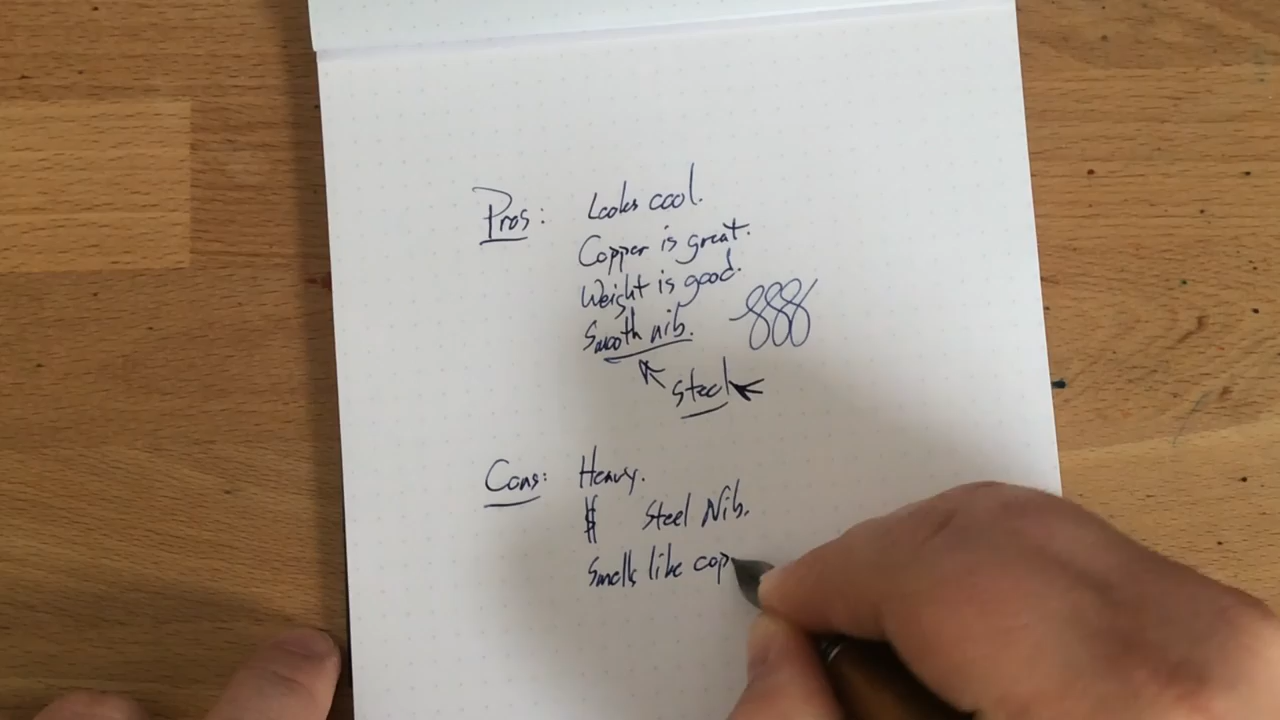 Pros: Looks cool.
Copper is great.
Weight is good.
Smooth nib. 888
steel
Cons: Heavy.
$ Steel Nib.
Smells like cop